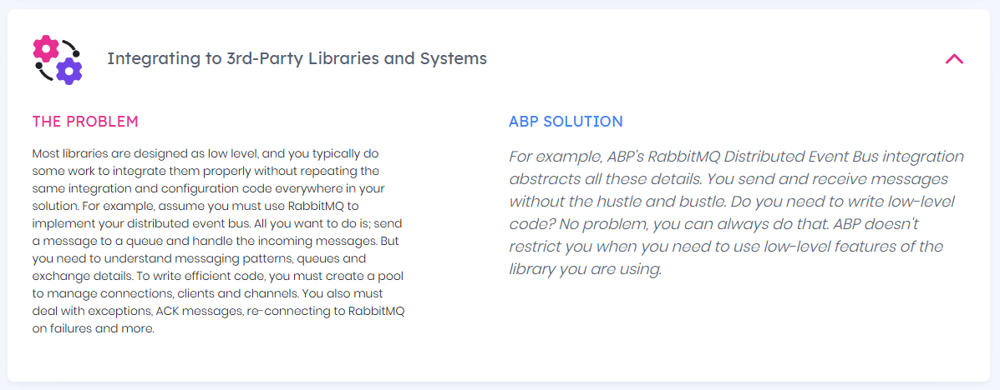 Integrating to 3rd-Party Libraries and Systems
THE PROBLEM
Most libraries are designed as low level, and you typically do
some work to integrate them properly without repeating the
same integration and configuration code everywhere in your
solution. For example, assume you must use RabbitMQ to
implement your distributed event bus. All you want to do is; send
a message to a queue and handle the incoming messages. But
you need to understand messaging patterns, queues and
exchange details. To write efficient code, you must create a pool
to manage connections, clients and channels. You also must
deal with exceptions, ACK messages, re-connecting to RabbitMQ
on failures and more.
ABP SOLUTION
For example, ABP's RabbitMQ Distributed Event Bus integration
abstracts all these details. You send and receive messages
without the hustle and bustle. Do you need to write low-level
code? No problem, you can always do that. ABP doesn't
restrict you when you need to use low-level features of the
library you are using.